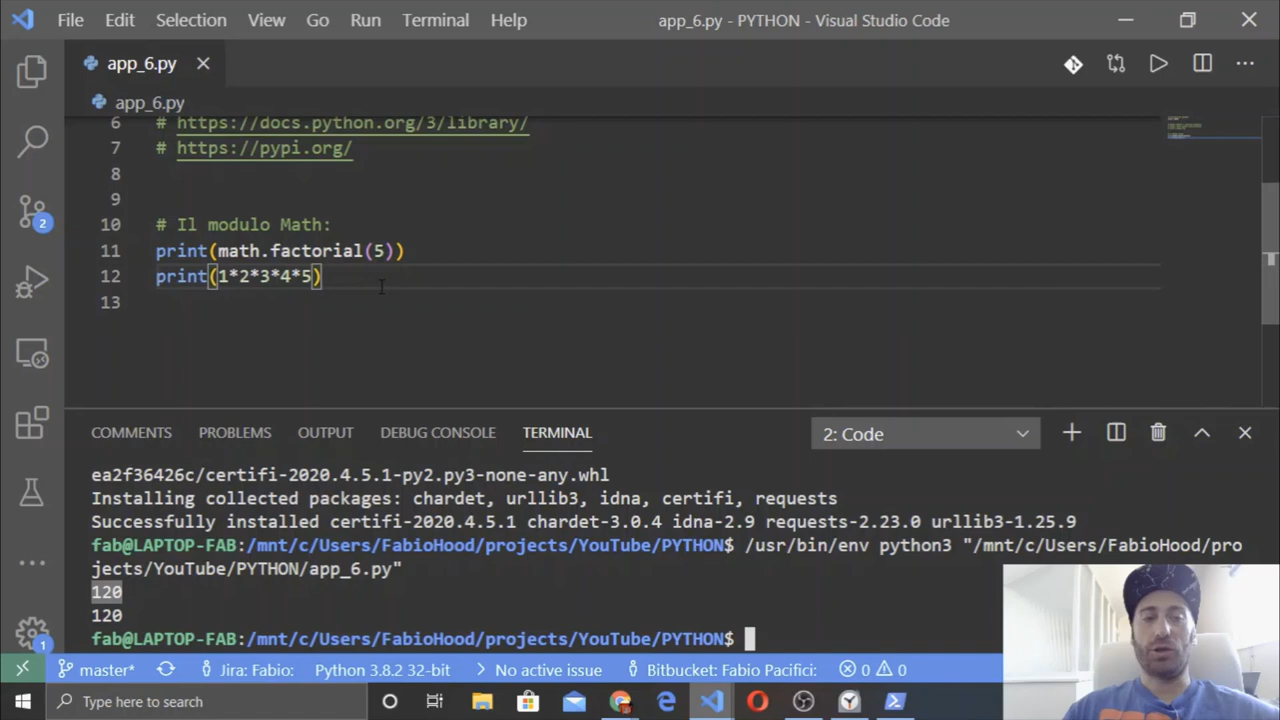 File Edit Selection View Go Run Terminal Help app_6.py - PYTHON - Visual Studio Code
app_6.py
app_6.py
6 # https://docs.python.org/3/library/
7 # https://pypi.org/
8
9
10 # Il modulo Math:
11 print(math.factorial(5))
12 print(1*2*3*4*5)
13
2
COMMENTS PROBLEMS OUTPUT DEBUG CONSOLE TERMINAL 2: Code
ea2f36426c/certifi-2020.4.5.1-py2.py3-none-any.whl
Installing collected packages: chardet, urllib3, idna, certifi, requests
Successfully installed certifi-2020.4.5.1 chardet-3.0.4 idna-2.9 requests-2.23.0 urllib3-1.25.9
fab@LAPTOP-FAB:/mnt/c/Users/FabioHood/projects/YouTube/PYTHON$ /usr/bin/env python3 "/mnt/c/Users/FabioHood/pro
jects/YouTube/PYTHON/app_6.py"
120
120
fab@LAPTOP-FAB:/mnt/c/Users/FabioHood/projects/YouTube/PYTHON$
1
master* Jira: Fabio: Python 3.8.2 32-bit No active issue Bitbucket: Fabio Pacifici: 0 0
Type here to search